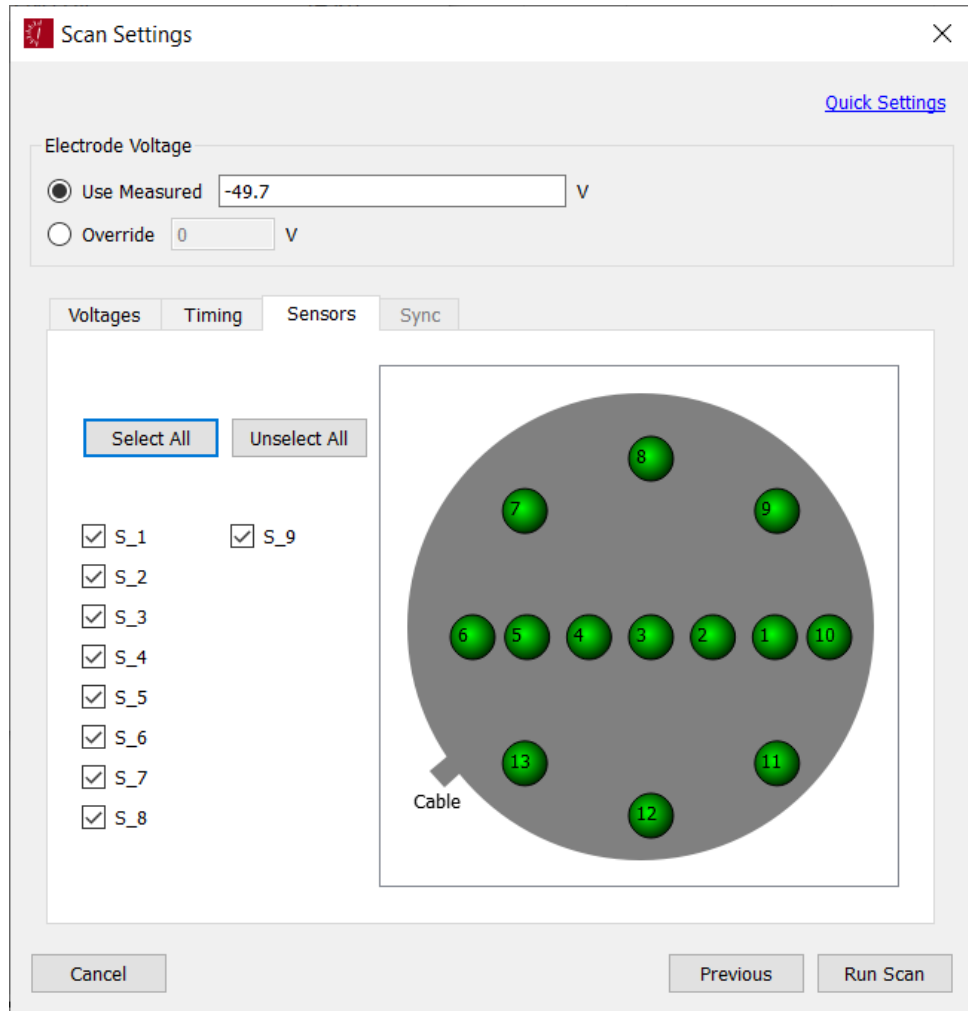 Scan Settings
Quick Settings
Electrode Voltage
Use Measured -49.7 V
Override 0 V
Voltages Timing Sensors Sync
Select All Unselect All
S_1 S_9
S_2
S_3
S_4
S_5
S_6
S_7
S_8
8
7 9
6 5 4 3 2 1 10
13 11
Cable
12
Cancel Previous Run Scan